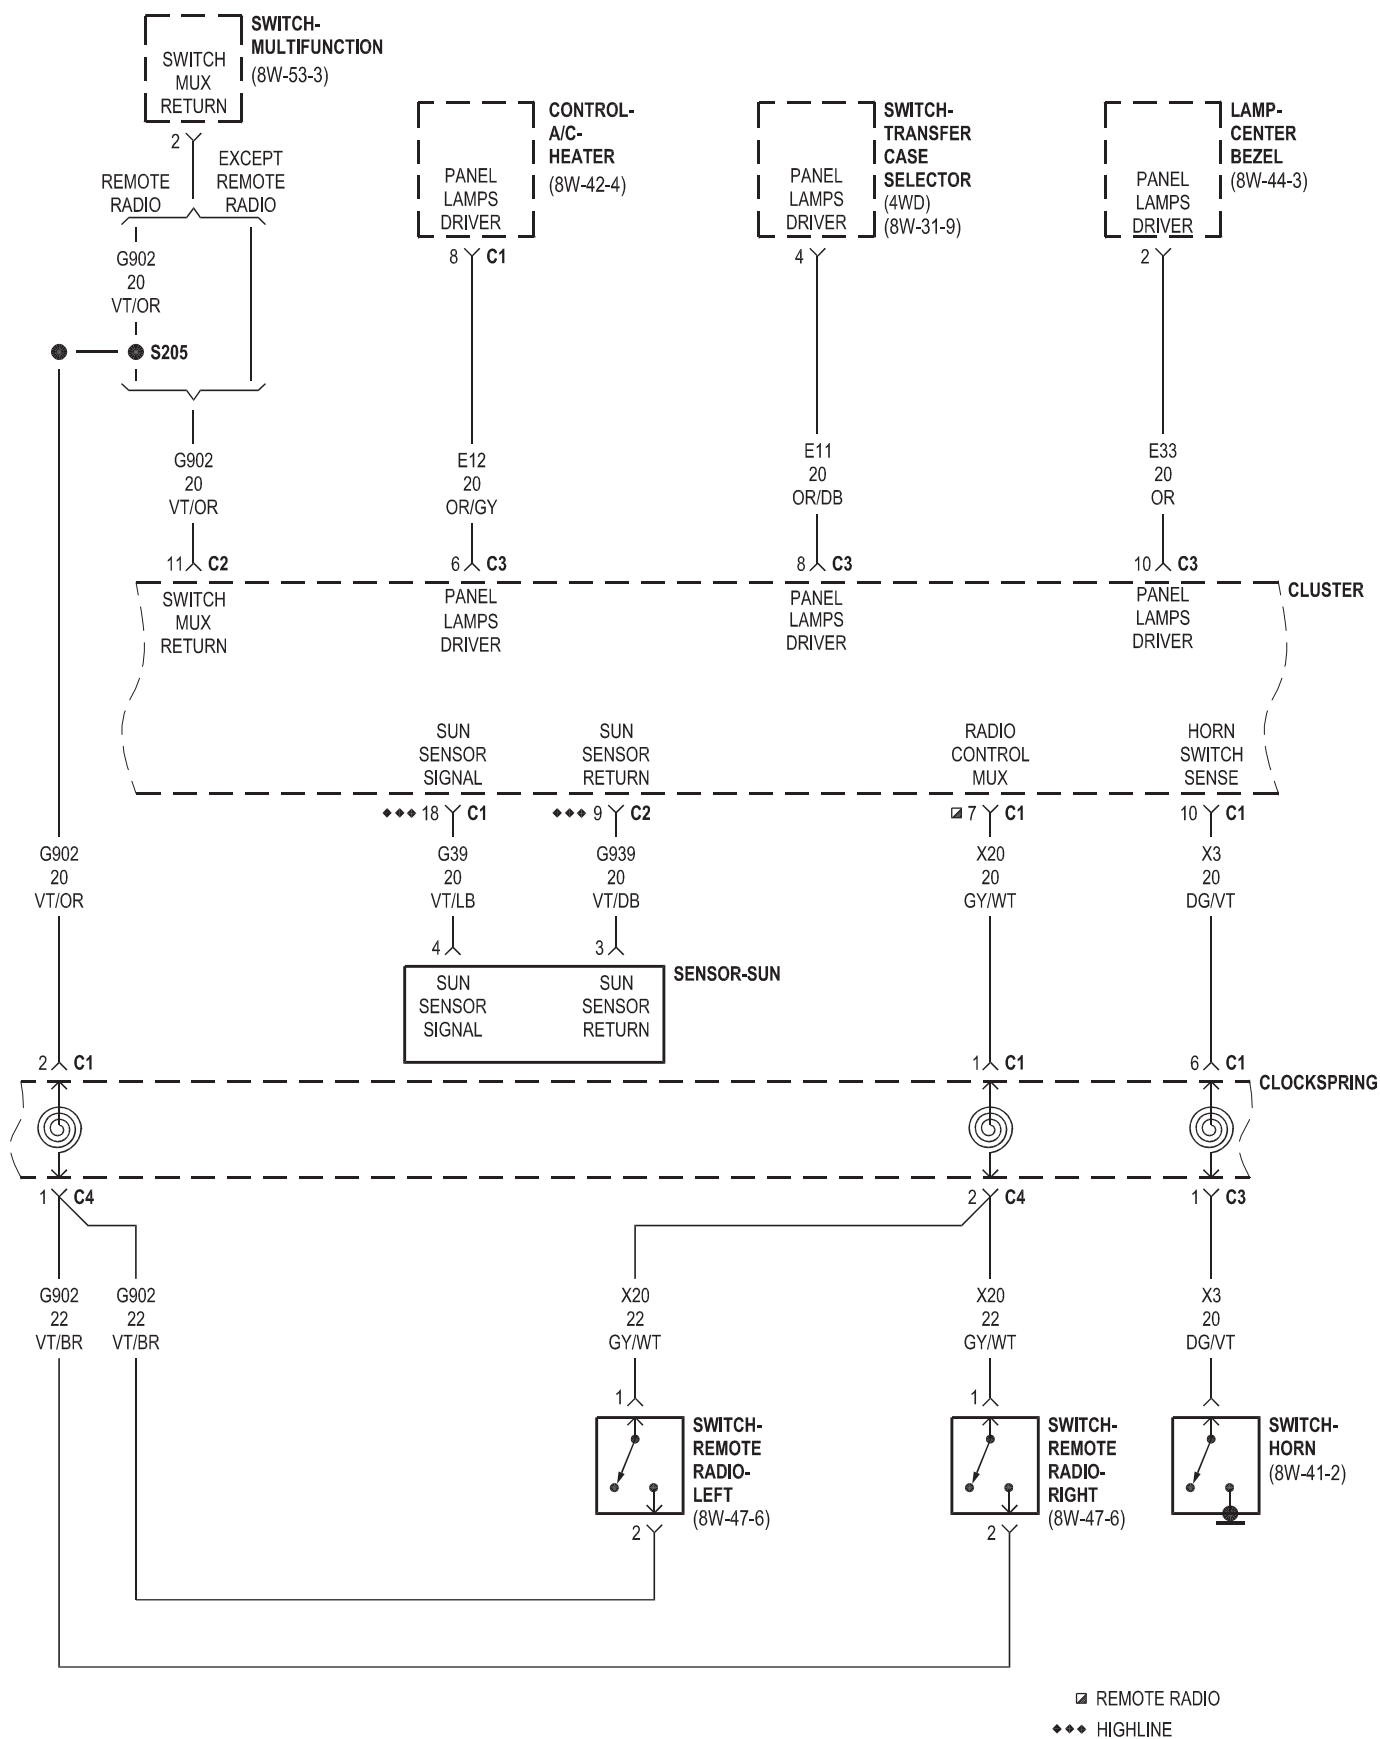 SWITCH-
MULTIFUNCTION
(8W-53-3)
SWITCH
MUX
RETURN
2
REMOTE
RADIO
EXCEPT
REMOTE
RADIO
G902
20
VT/OR
S205
G902
20
VT/OR
11 C2
CONTROL-
A/C-
HEATER
(8W-42-4)
PANEL
LAMPS
DRIVER
8 C1
E12
20
OR/GY
6 C3
SWITCH-
TRANSFER
CASE
SELECTOR
(4WD)
(8W-31-9)
PANEL
LAMPS
DRIVER
4
E11
20
OR/DB
8 C3
LAMP-
CENTER
BEZEL
(8W-44-3)
PANEL
LAMPS
DRIVER
2
E33
20
OR
10 C3
CLUSTER
SWITCH
MUX
RETURN
PANEL
LAMPS
DRIVER
PANEL
LAMPS
DRIVER
PANEL
LAMPS
DRIVER
SUN
SENSOR
SIGNAL
SUN
SENSOR
RETURN
RADIO
CONTROL
MUX
HORN
SWITCH
SENSE
18 C1
9 C2
7 C1
10 C1
G902
20
VT/OR
G39
20
VT/LB
G939
20
VT/DB
X20
20
GY/WT
X3
20
DG/VT
4
3
SENSOR-SUN
SUN
SENSOR
SIGNAL
SUN
SENSOR
RETURN
2 C1
1 C1
6 C1
CLOCKSPRING
1 C4
2 C4
1 C3
G902
22
VT/BR
G902
22
VT/BR
X20
22
GY/WT
X20
22
GY/WT
X3
20
DG/VT
1
1
SWITCH-
REMOTE
RADIO-
LEFT
(8W-47-6)
SWITCH-
REMOTE
RADIO-
RIGHT
(8W-47-6)
SWITCH-
HORN
(8W-41-2)
2
2
REMOTE RADIO
HIGHLINE